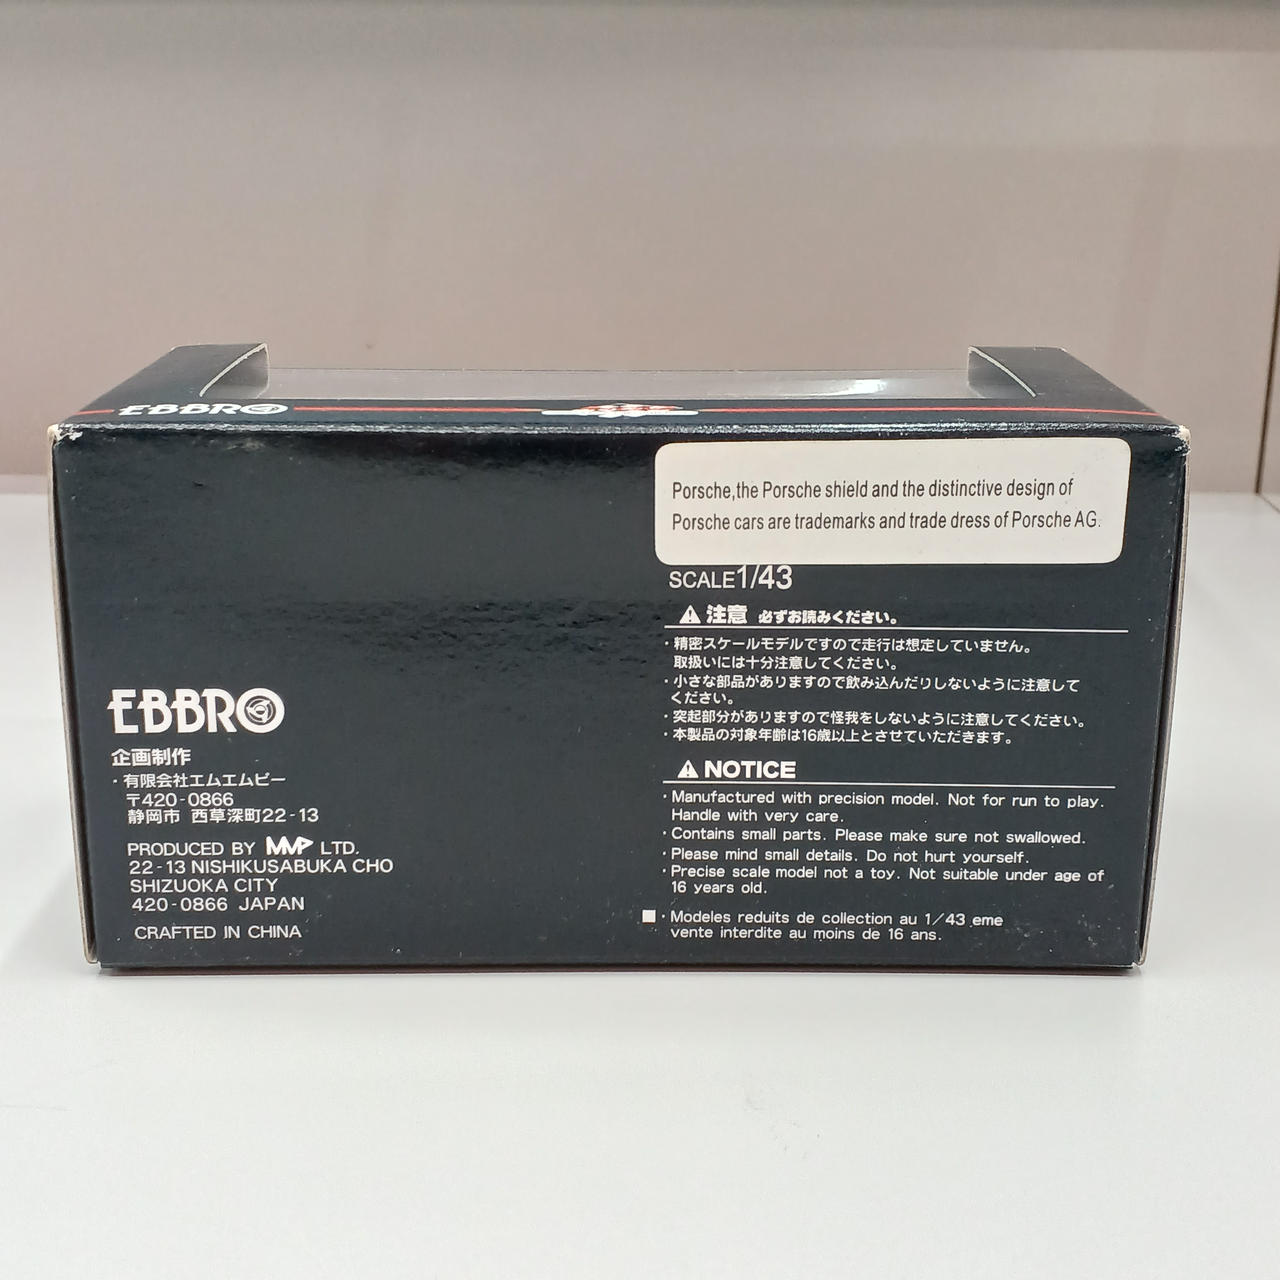 EBBRO
Porsche,the Porsche shield and the distinctive design of
Porsche cars are trademarks and trade dress of Porsche AG.
SCALE1/43
注意 必ずお読みください。
・精密スケールモデルですので走行は想定していません。
取扱いには十分注意してください。
・小さな部品がありますので飲み込んだりしないように注意して
ください。
・突起部分がありますので怪我をしないように注意してください。
・本製品の対象年齢は16歳以上とさせていただきます。
NOTICE
・Manufactured with precision model. Not for run to play.
Handle with very care.
・Contains small parts. Please make sure not swallowed.
・Please mind small details. Do not hurt yourself.
・Precise scale model not a toy. Not suitable under age of
16 years old.
・Modeles reduits de collection au 1/43 eme
vente interdite au moins de 16 ans.
EBBRO
企画制作
・有限会社エムエムピー
〒420-0866
静岡市 西草深町22-13
PRODUCED BY MMP LTD.
22-13 NISHIKUSABUKA CHO
SHIZUOKA CITY
420-0866 JAPAN
CRAFTED IN CHINA